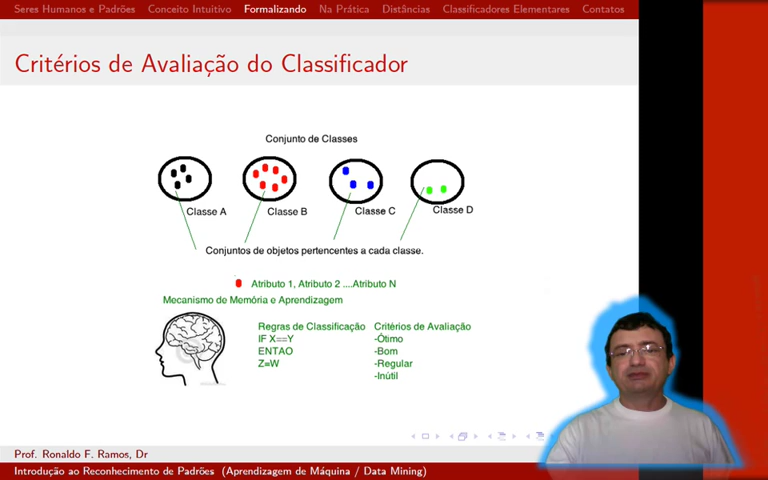 Seres Humanos e Padrões Conceito Intuitivo Formalizando Na Prática Distâncias Classificadores Elementares Contatos
Critérios de Avaliação do Classificador
Conjunto de Classes
Classe A Classe B Classe C Classe D
Conjuntos de objetos pertencentes a cada classe.
Atributo 1, Atributo 2 ....Atributo N
Mecanismo de Memória e Aprendizagem
Regras de Classificação
IF X==Y
ENTAO
Z=W
Critérios de Avaliação
-Ótimo
-Bom
-Regular
-Inútil
Prof. Ronaldo F. Ramos, Dr
Introdução ao Reconhecimento de Padrões (Aprendizagem de Máquina / Data Mining)